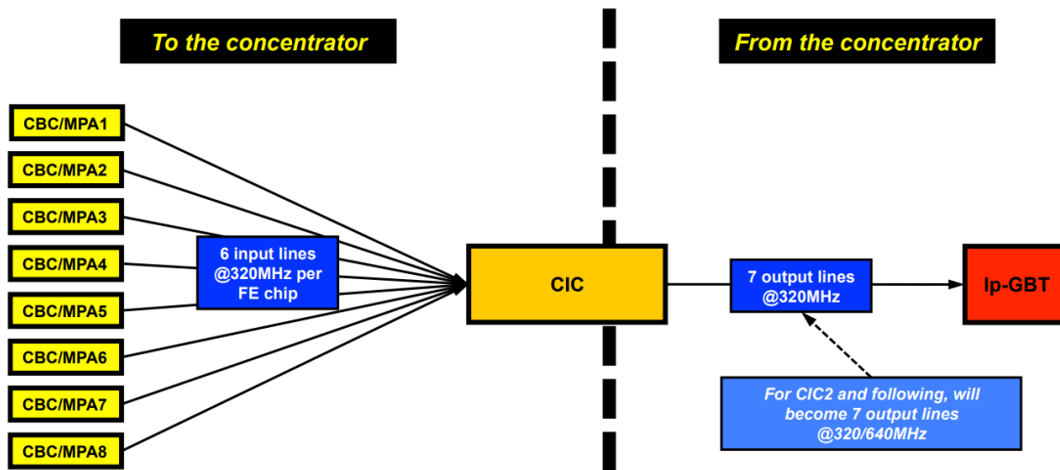 To the concentrator
From the concentrator
CBC/MPA1
CBC/MPA2
CBC/MPA3
CBC/MPA4
CBC/MPA5
CBC/MPA6
CBC/MPA7
CBC/MPA8
6 input lines
@320MHz per
FE chip
CIC
7 output lines
@320MHz
lp-GBT
For CIC2 and following, will
become 7 output lines
@320/640MHz